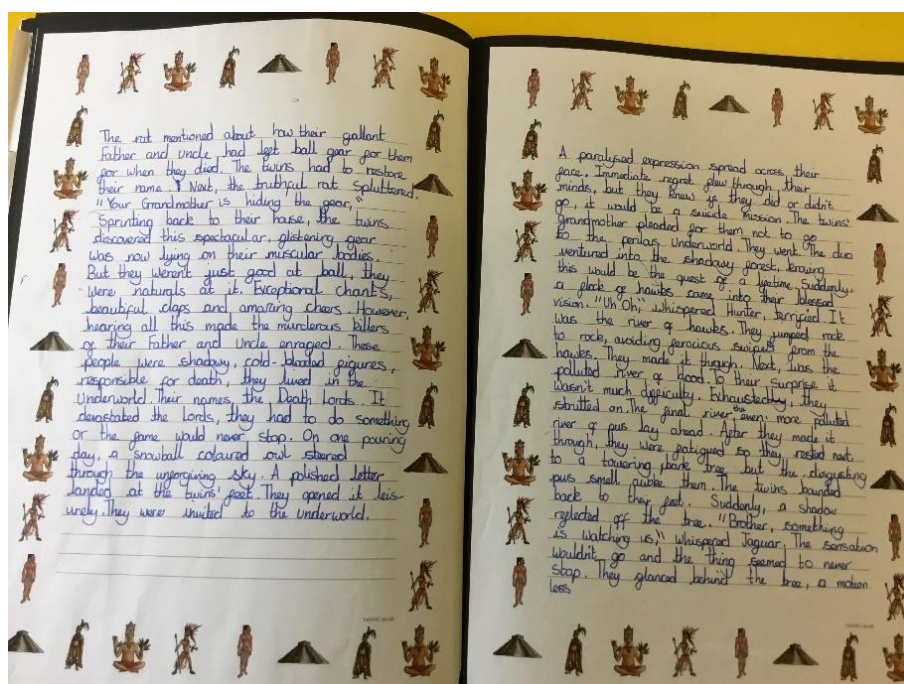 The rat mentioned about how their gallant
Father and uncle had left ball gear for them
for when they died. The twins had to restore
their name. Next, the truthful rat spluttered.
"Your Grandmother is hiding the gear,"
Sprinting back to their house, the twins
discovered this spectacular, glistening gear
was now lying on their muscular bodies.
But they weren't just good at ball, they
were naturals at it. Exceptional chants,
beautiful claps and amazing cheers. However,
hearing all this made the murderous killers
of their Father and Uncle enraged. These
people were shadowy, cold-blooded figures,
responsible for death, they lived in the
Underworld. Their names, the Death Lords. It
devastated the Lords, they had to do something
or the game would never stop. On one pouring
day, a snowball coloured owl steered
through the unforgiving sky. A polished letter
landed at the twins' feet. They opened it leis-
urely. They were invited to the underworld.
A paralysed expression spread across their
face. Immediate regret flew through their
minds, but they knew if they did or didn't
go, it would be a suicide mission. The twins'
grandmother pleaded for them not to go
to the perilous Underworld. They went. The duo
ventured into the shadowy forest, knowing
this would be the quest of a lifetime. Suddenly,
a flock of hawks came into their blessed
vision. "Uh Oh," whispered Hunter, terrified. It
was the river of hawks. They jumped rock
to rock, avoiding ferocious swipes from the
hawks. They made it through. Next, was the
polluted river of blood. To their surprise it
wasn't much difficulty. Exhaustedly, they
strutted on. The final river, the even more polluted
river of pus lay ahead. After they made it
through, they were fatigued so they rested next
to a towering, bark tree, but the disgusting
pus smell awoke them. The twins bounded
back to their feet. Suddenly, a shadow
reflected off the tree. "Brother, something
is watching us," whispered Jaguar. The sensation
wouldn't go and the thing seemed to never
stop. They glanced behind the tree, a motion
less